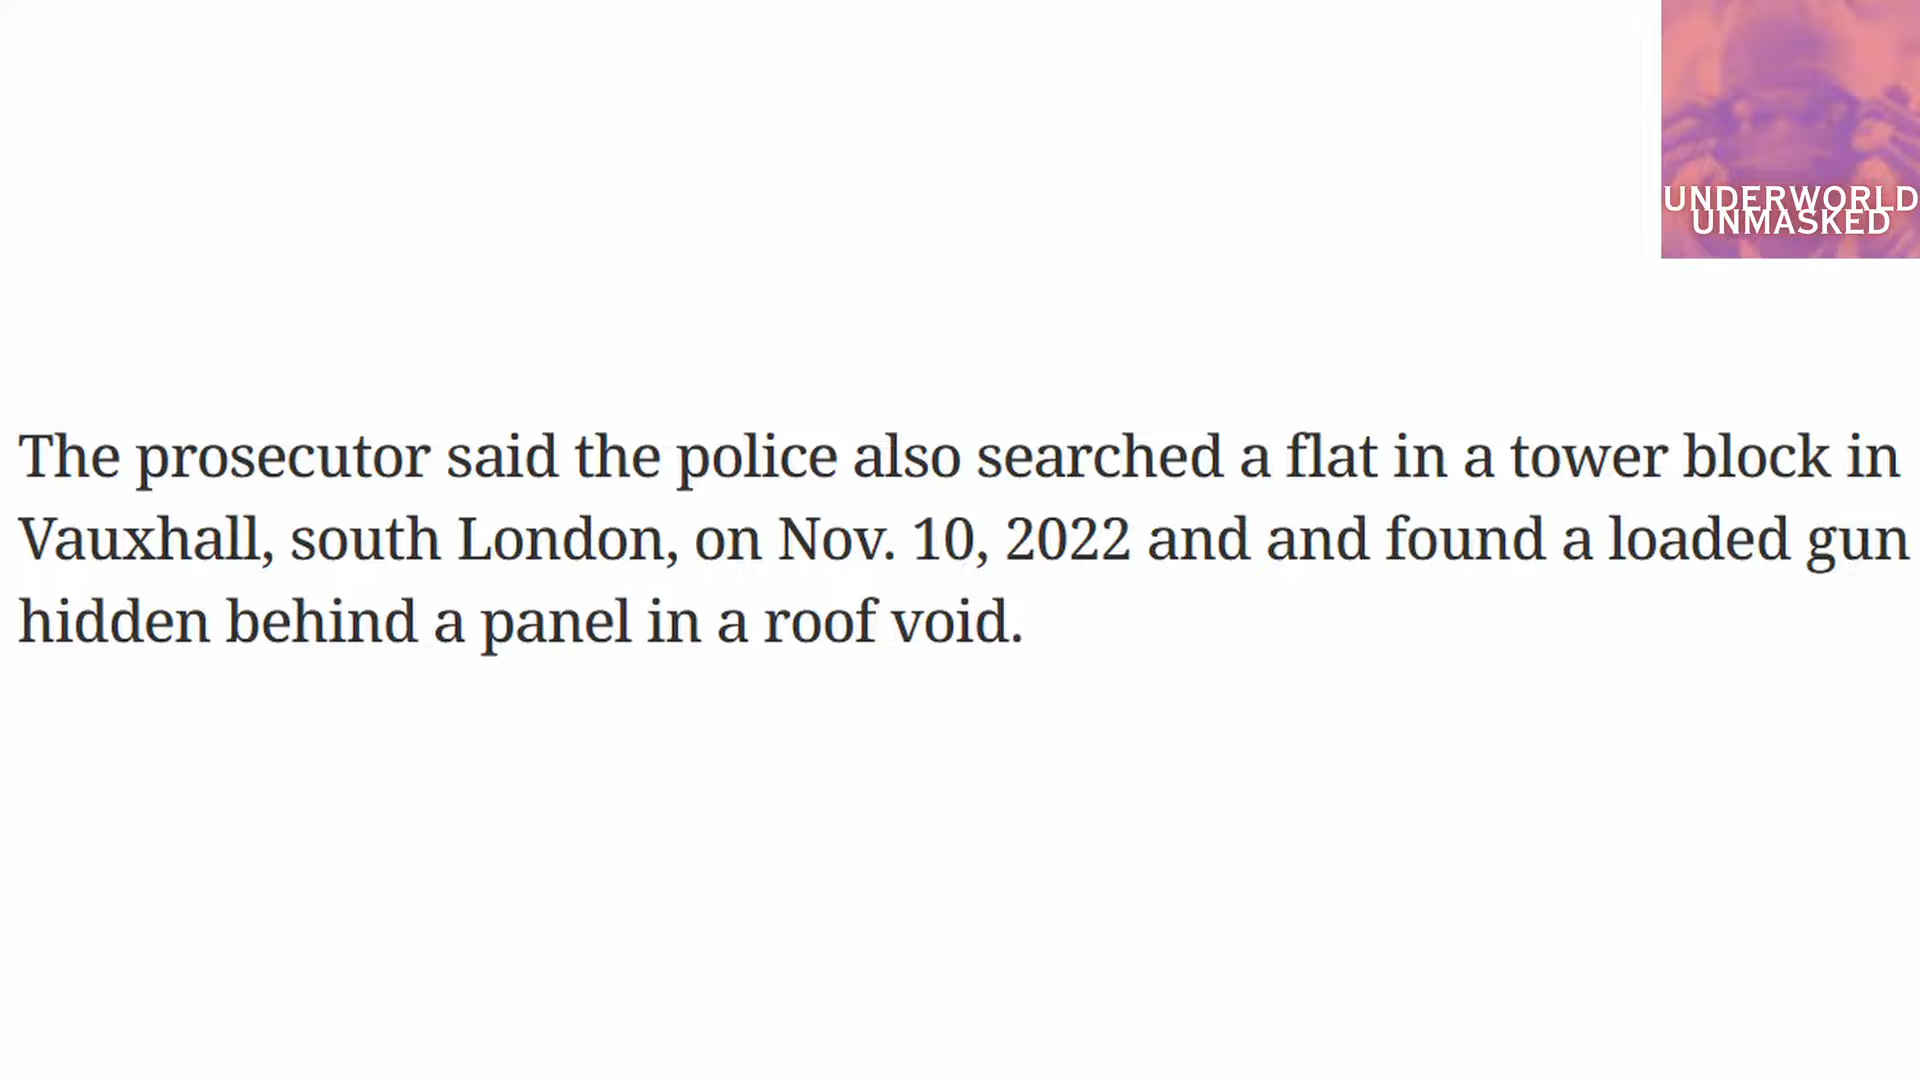 UNDERWORLD
UNMASKED
The prosecutor said the police also searched a flat in a tower block in
Vauxhall, south London, on Nov. 10, 2022 and and found a loaded gun
hidden behind a panel in a roof void.